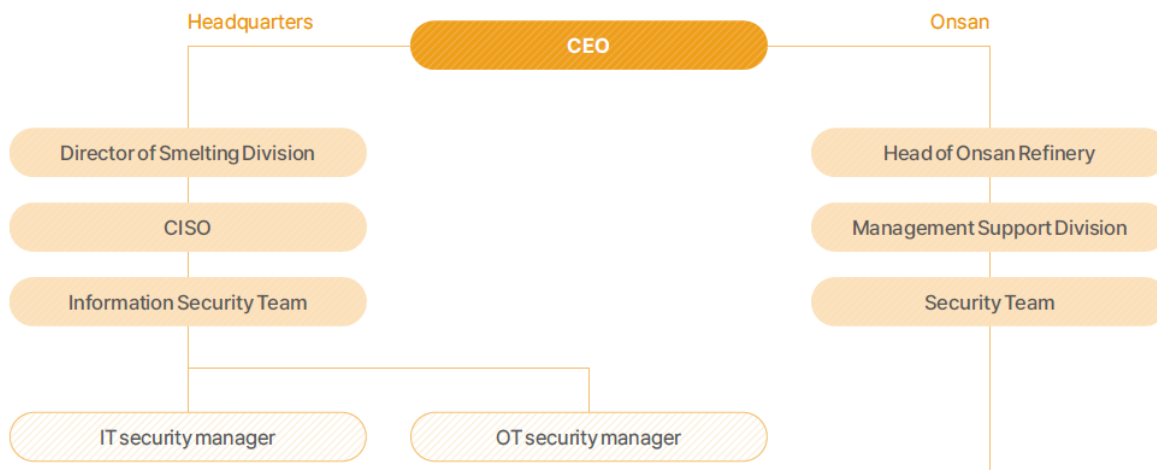 Headquarters
CEO
Onsan
Director of Smelting Division
Head of Onsan Refinery
CISO
Management Support Division
Information Security Team
Security Team
IT security manager
OT security manager